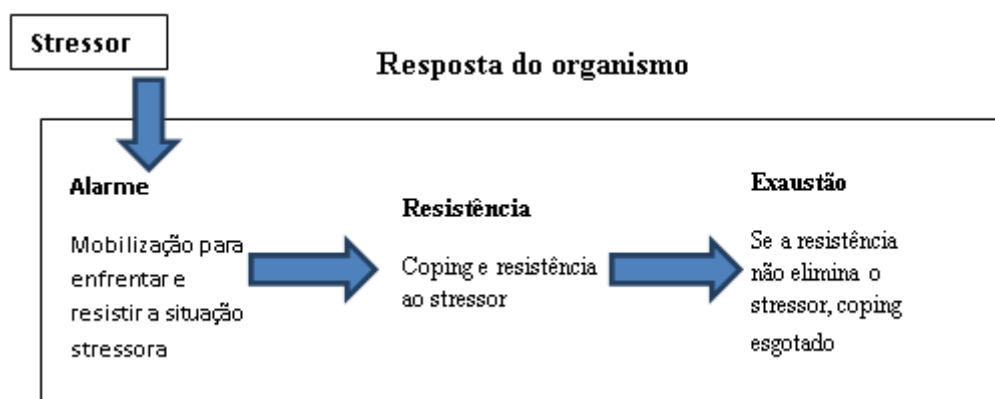 Stressor
Resposta do organismo
Alarme
Mobilização para
enfrentar e
resistir a situação
stressora
Resistência
Coping e resistência
ao stressor
Exaustão
Se a resistência
não elimina o
stressor, coping
esgotado